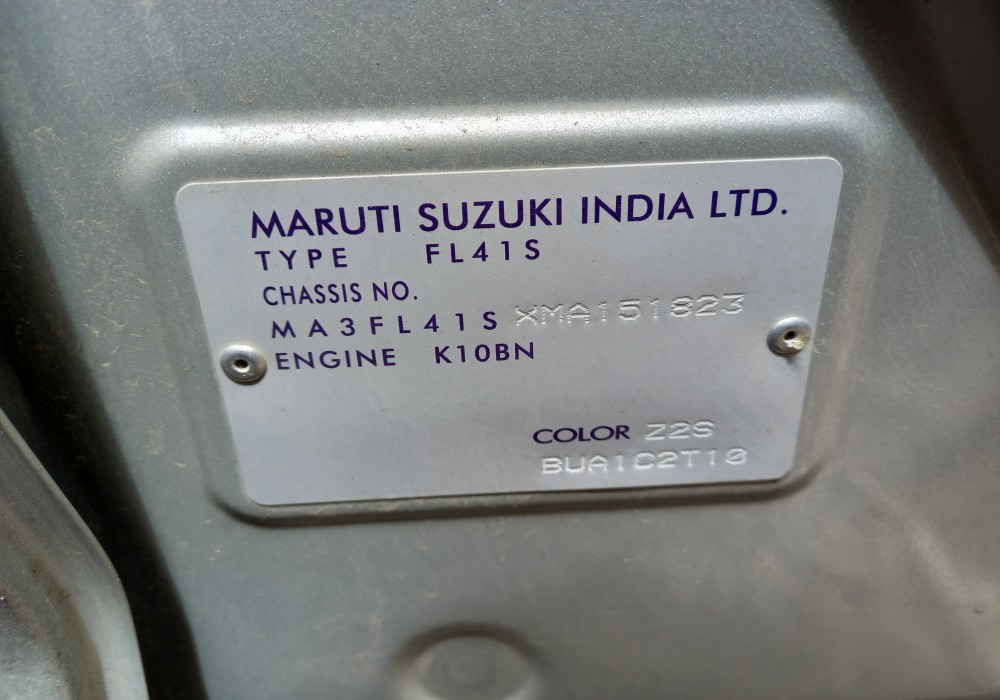 MARUTI SUZUKI INDIA LTD.
TYPE FL41S
CHASSIS NO.
MA3FL41S XMA151823
ENGINE K10BN
COLOR Z2S
BUA1C2T10